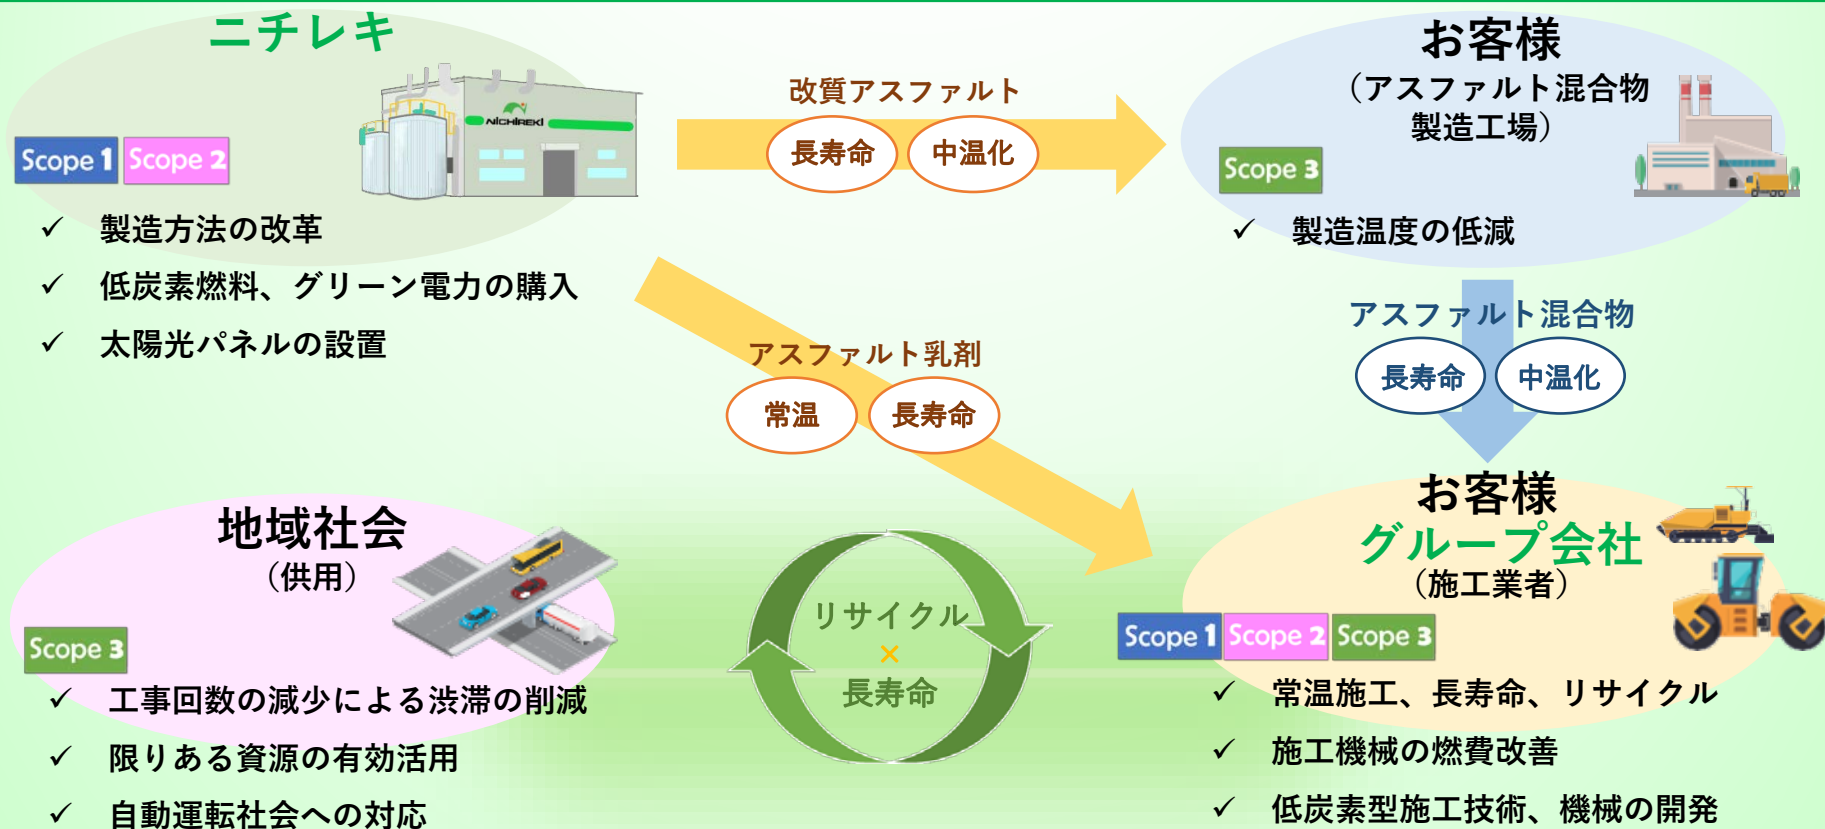 ニチレキ
NICHIREKI
Scope 1 Scope 2
✓ 製造方法の改革
✓ 低炭素燃料、グリーン電力の購入
✓ 太陽光パネルの設置
改質アスファルト
長寿命 中温化
お客様
（アスファルト混合物
製造工場）
Scope 3
✓ 製造温度の低減
アスファルト混合物
長寿命 中温化
アスファルト乳剤
常温 長寿命
お客様
グループ会社
（施工業者）
Scope 1 Scope 2 Scope 3
✓ 常温施工、長寿命、リサイクル
✓ 施工機械の燃費改善
✓ 低炭素型施工技術、機械の開発
リサイクル
×
長寿命
地域社会
（供用）
Scope 3
✓ 工事回数の減少による渋滞の削減
✓ 限りある資源の有効活用
✓ 自動運転社会への対応